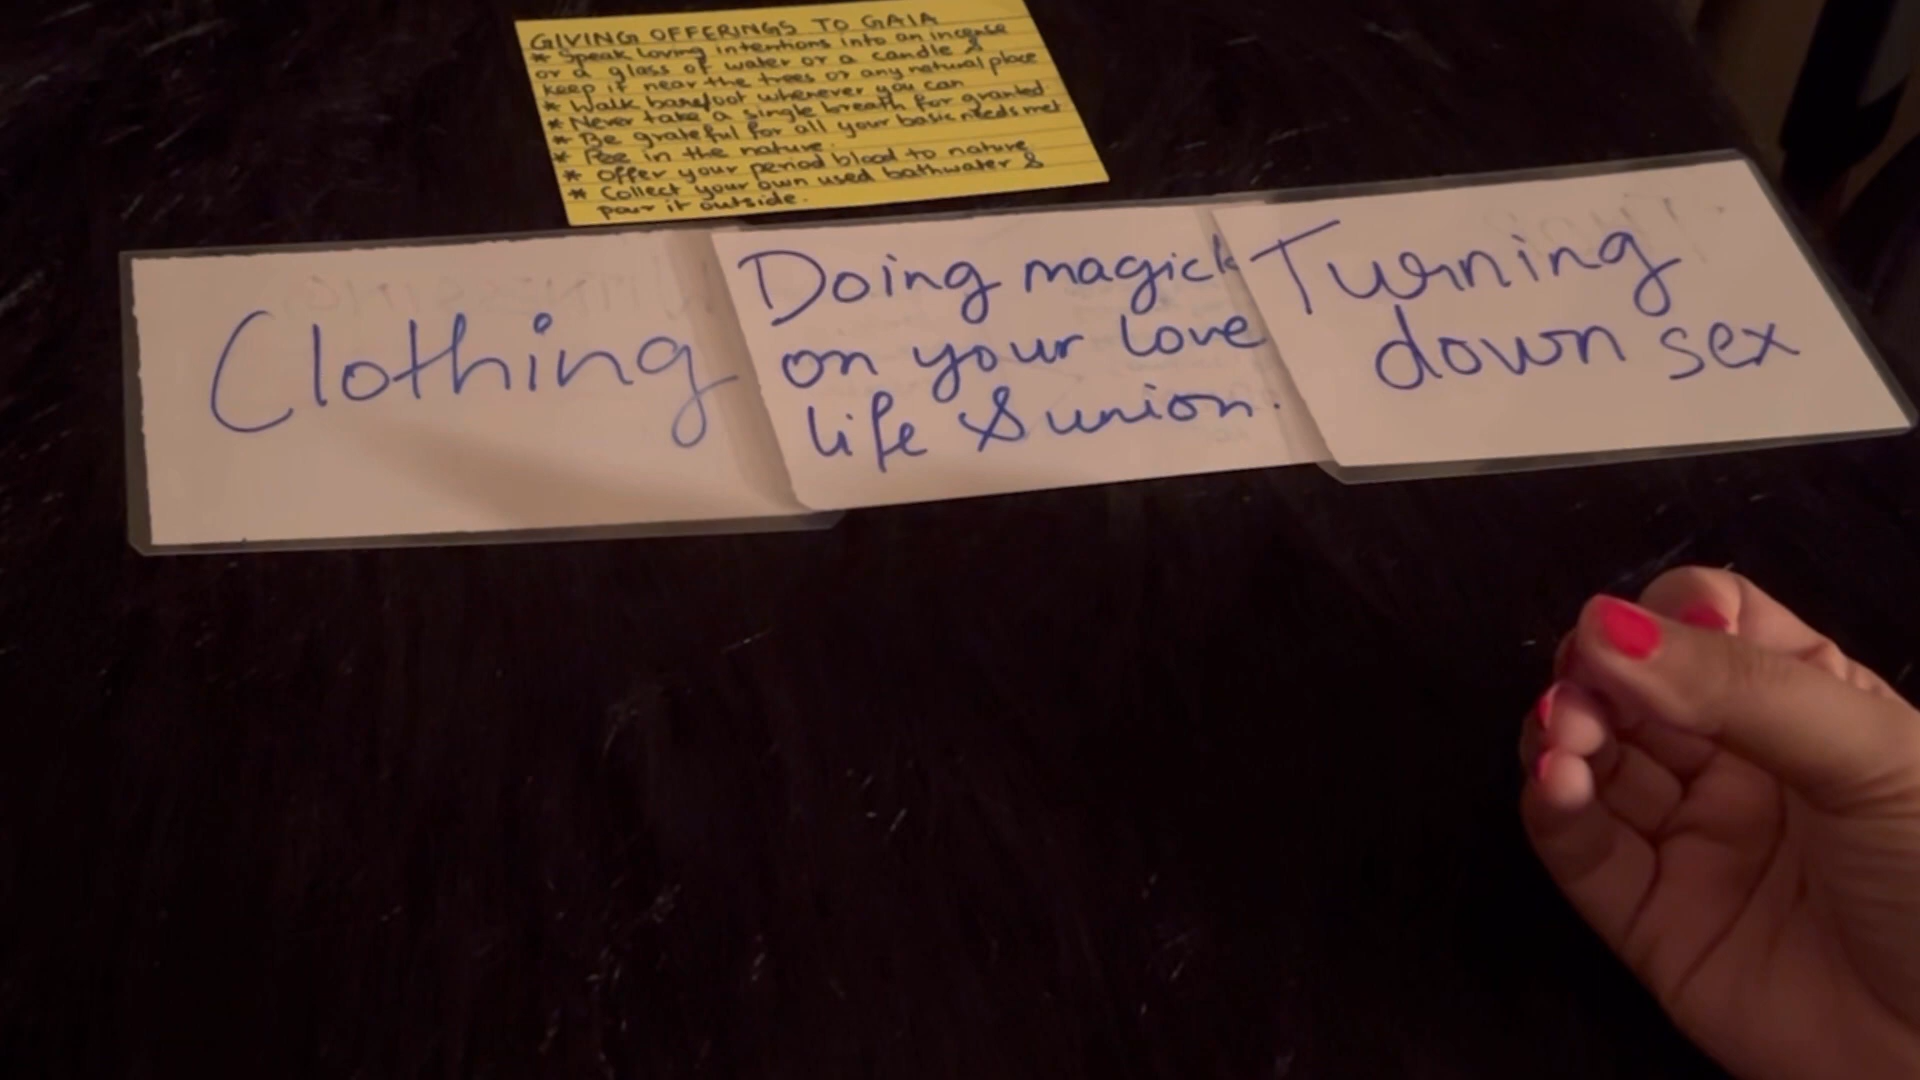 GIVING OFFERINGS TO GAIA
* Speak loving intentions into an incense
or a glass of water or a candle &
keep it near the trees or any natural place
* Walk barefoot wherever you can
* Never take a single breath for granted
* Be grateful for all your basic needs met
* Pee in the nature.
* Offer your period blood to nature
* Collect your own used bathwater &
pour it outside.
Clothing
Doing magick
on your love
life & union.
Turning
down sex